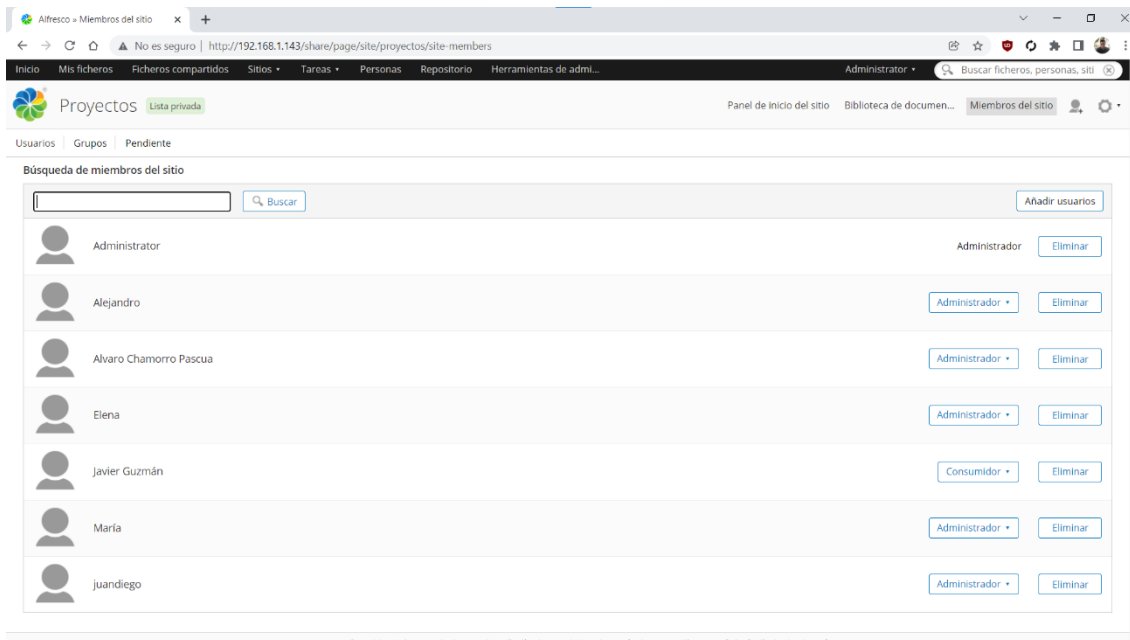 Alfresco » Miembros del sitio
No es seguro | http://192.168.1.143/share/page/site/proyectos/site-members
Inicio Mis ficheros Ficheros compartidos Sitios Tareas Personas Repositorio Herramientas de admi... Administrator Buscar ficheros, personas, siti
Proyectos Lista privada Panel de inicio del sitio Biblioteca de documen... Miembros del sitio
Usuarios Grupos Pendiente
Búsqueda de miembros del sitio
Buscar Añadir usuarios
Administrator Administrador Eliminar
Alejandro Administrador Eliminar
Alvaro Chamorro Pascua Administrador Eliminar
Elena Administrador Eliminar
Javier Guzmán Consumidor Eliminar
María Administrador Eliminar
juandiego Administrador Eliminar